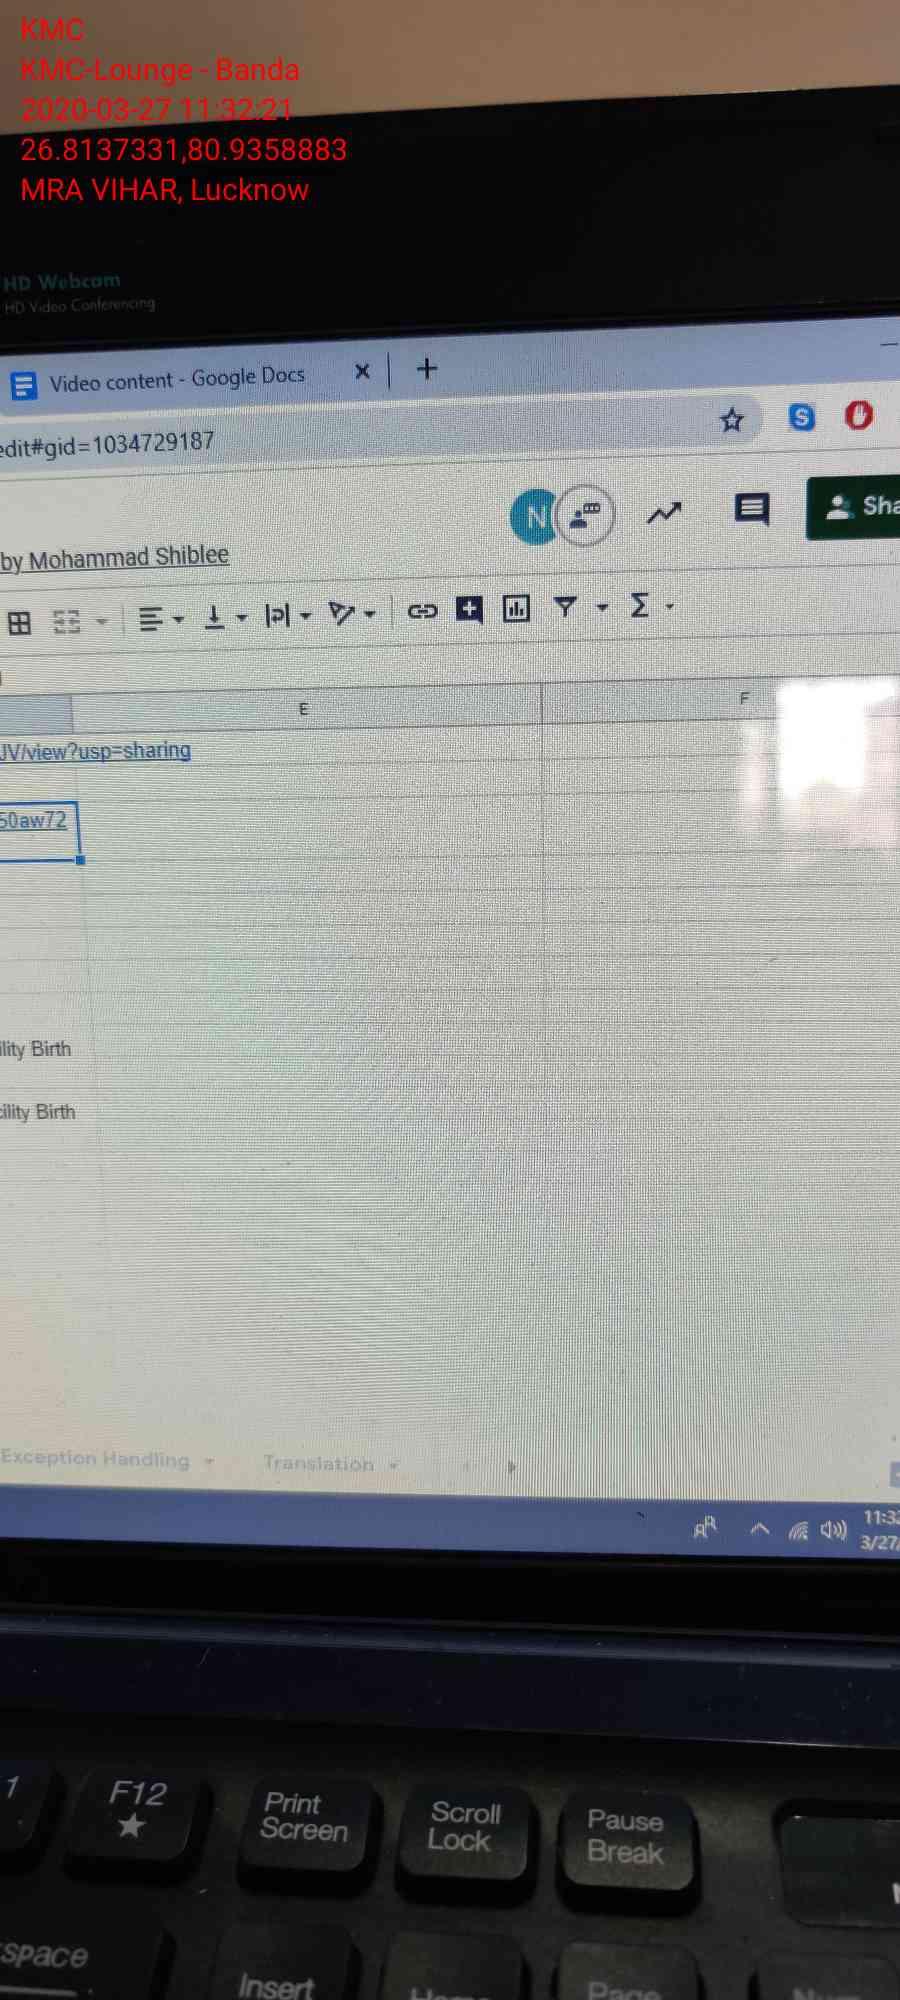 KMC
KMC-Lounge - Banda
2020-03-27 11:32:21
26.8137331,80.9358883
MRA VIHAR, Lucknow
HD Webcam
HD Video Conferencing
Video content - Google Docs
edit#gid=1034729187
N
S
Sha
by Mohammad Shiblee
E
F
JV/view?usp=sharing
50aw72
ility Birth
cility Birth
Exception Handling
Translation
11:32
3/27/
1
F12
Print
Screen
Scroll
Lock
Pause
Break
space
Insert
Page